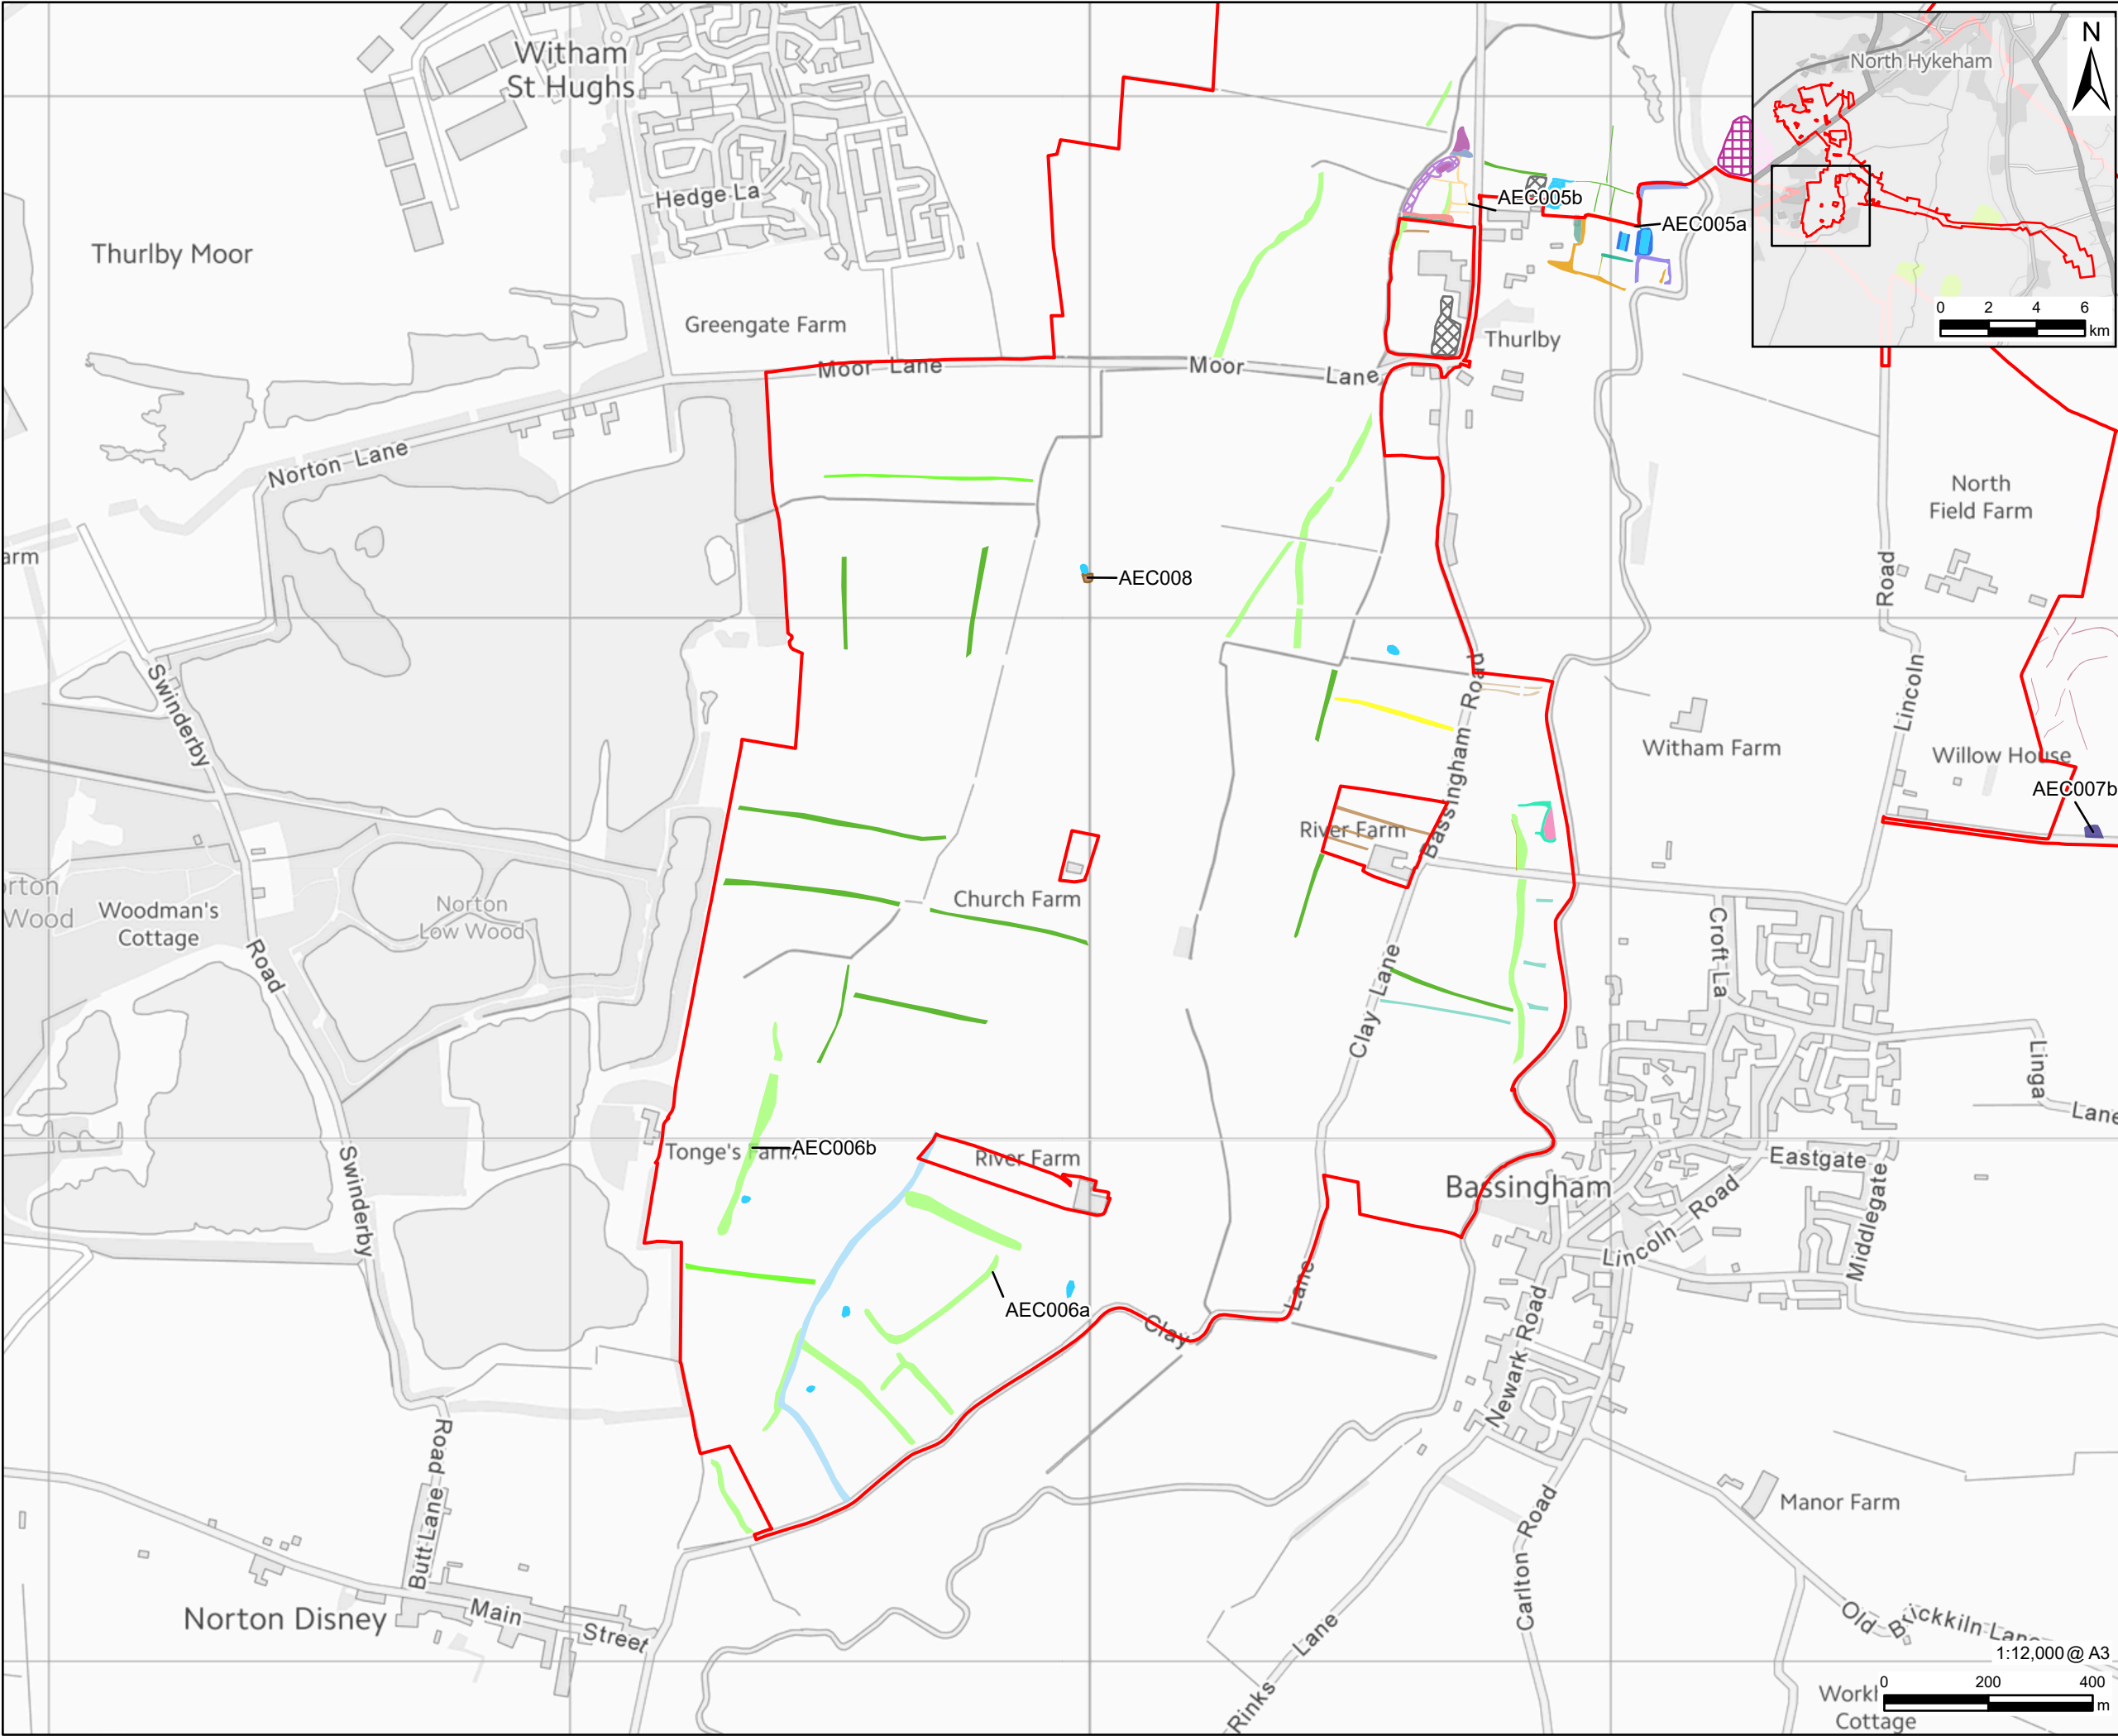 Witham
St Hughs
N
North Hykeham
Hedge La
AEC005b
AEC005a
Thurlby Moor
0 2 4 6
km
Greengate Farm
Thurlby
Moor Lane
Moor
Lane
Norton Lane
North
Field Farm
arm
AEC008
Road
Swinderby
Bassingham Road
Lincoln
Witham Farm
Willow House
AEC007b
River Farm
Church Farm
orton
Wood
Woodman's
Cottage
Norton
Low Wood
Road
Croft La
Clay Lane
Linga
Lane
Tonge's Farm
AEC006b
River Farm
Eastgate
Bassingham
Lincoln Road
Middlegate
Swinderby
Lane
AEC006a
Clay
Newark Road
Road
Butt Lane
Manor Farm
Carlton Road
Norton Disney
Main
Street
Old Brickkiln Lane
Rinks Lane
1:12,000 @ A3
0 200 400
m
Workh
Cottage